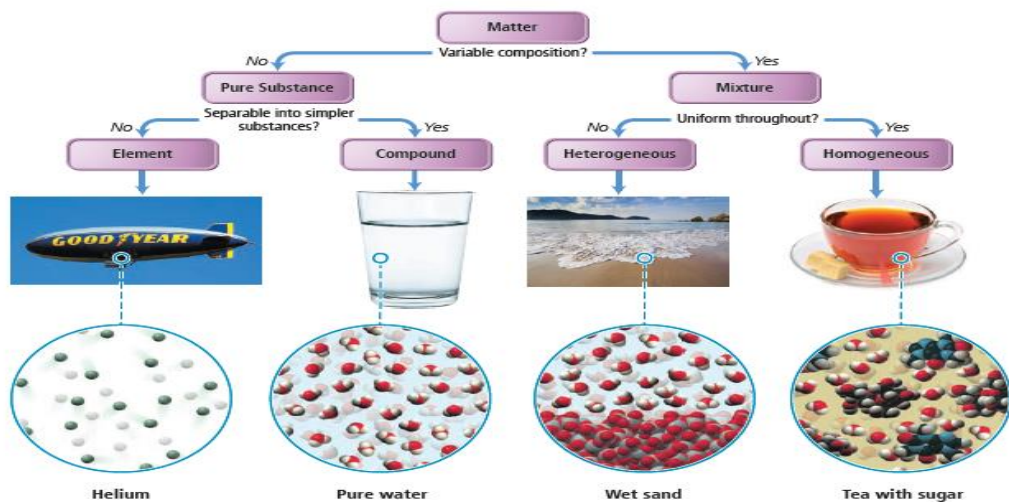 Matter
Variable composition?
No
Yes
Pure Substance
Mixture
Separable into simpler
substances?
No
Yes
Uniform throughout?
No
Yes
Element
Compound
Heterogeneous
Homogeneous
GOODYEAR
Helium
Pure water
Wet sand
Tea with sugar